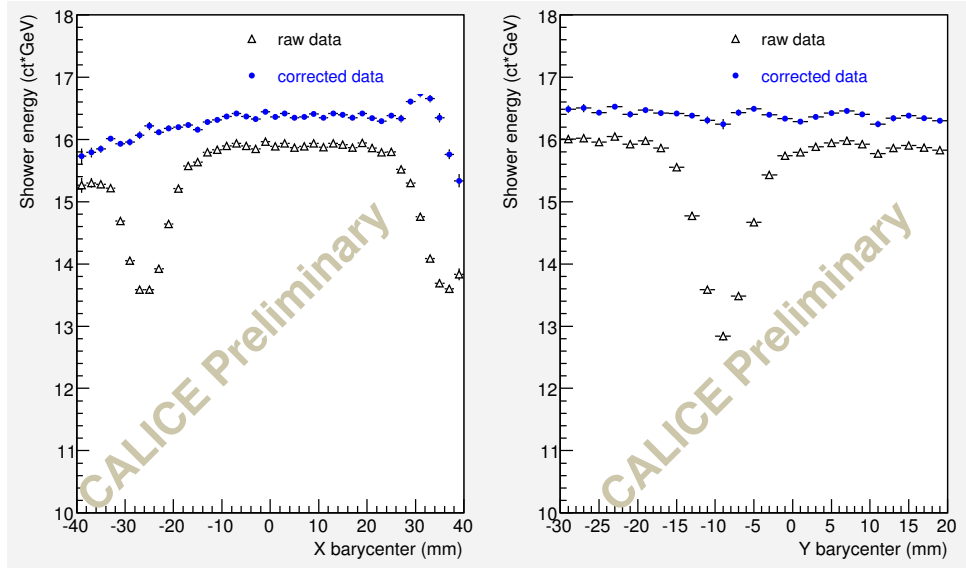 Shower energy (ct*GeV)
18
17
16
15
14
13
12
11
10
raw data
corrected data
CALICE Preliminary
-40 -30 -20 -10 0 10 20 30 40
X barycenter (mm)
Shower energy (ct*GeV)
18
17
16
15
14
13
12
11
10
raw data
corrected data
CALICE Preliminary
-30 -25 -20 -15 -10 -5 0 5 10 15 20
Y barycenter (mm)